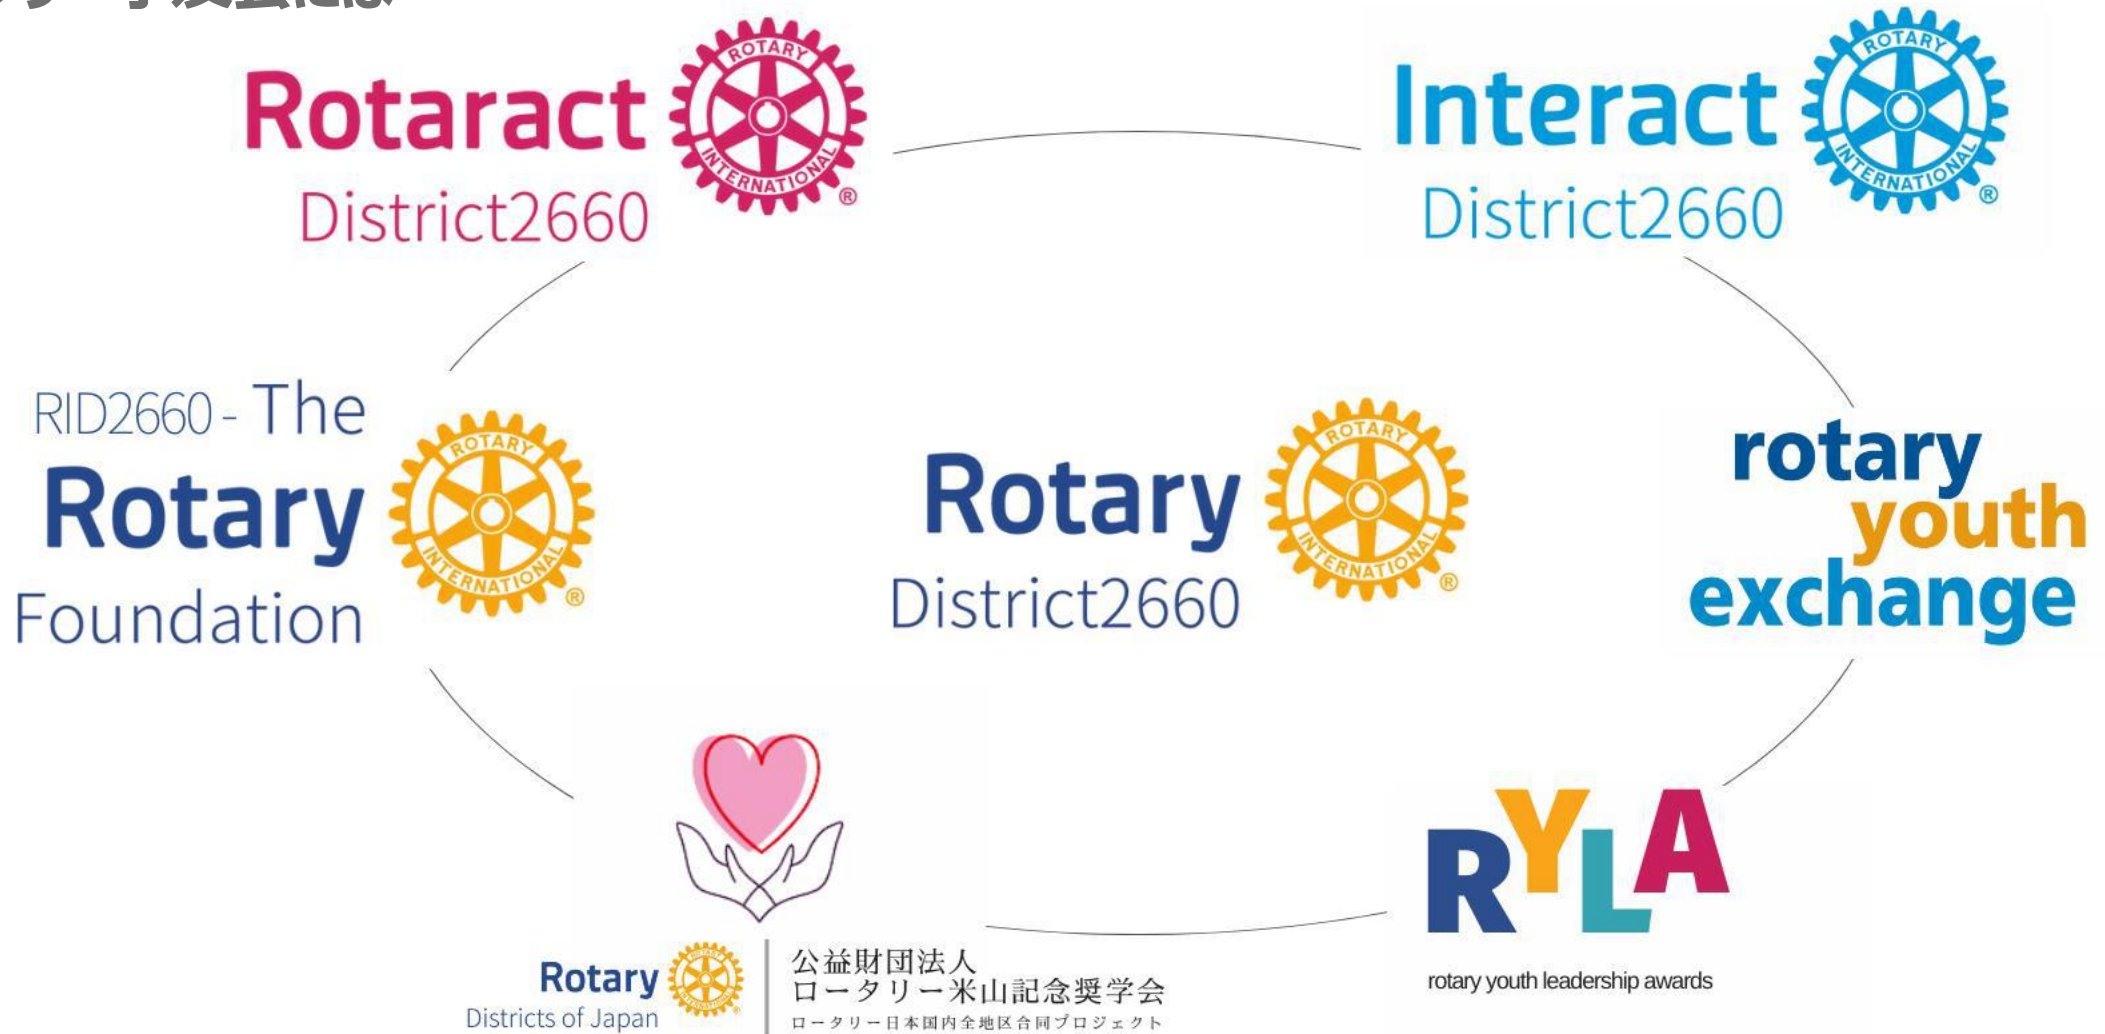 Rotaract
District2660
ROTARY
INTERNATIONAL
®
Interact
District2660
ROTARY
INTERNATIONAL
®
RID2660 - The
Rotary
Foundation
ROTARY
INTERNATIONAL
®
Rotary
District2660
ROTARY
INTERNATIONAL
®
rotary
youth
exchange
Rotary
Districts of Japan
公益財団法人
ロータリー米山記念奨学会
ロータリー日本国内全地区合同プロジェクト
RYLA
rotary youth leadership awards